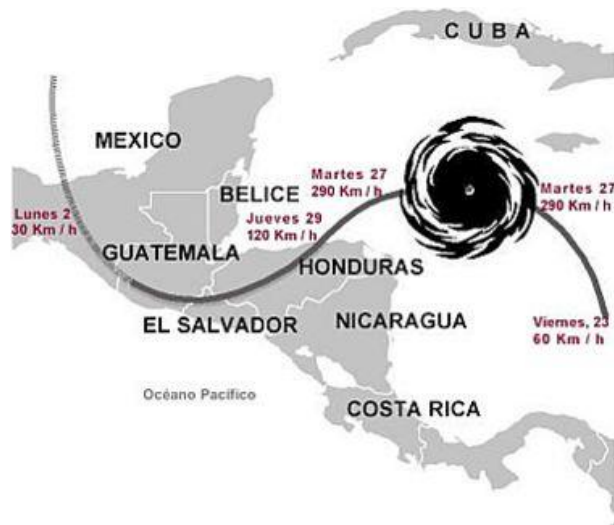 CUBA
MEXICO
Martes 27
290 Km / h
Martes 27
290 Km / h
BELICE
Lunes 2
30 Km / h
Jueves 29
120 Km / h
GUATEMALA
HONDURAS
EL SALVADOR
NICARAGUA
Viernes, 23
60 Km / h
Océano Pacífico
COSTA RICA